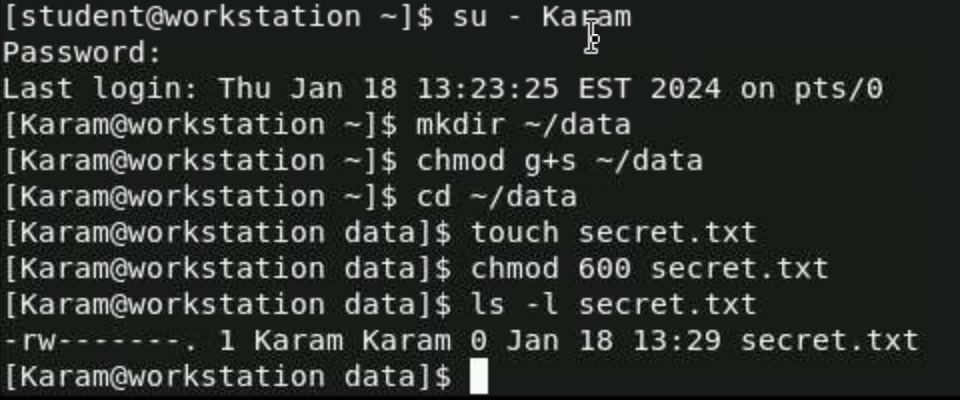 [student@workstation ~]$ su - Karam
Password:
Last login: Thu Jan 18 13:23:25 EST 2024 on pts/0
[Karam@workstation ~]$ mkdir ~/data
[Karam@workstation ~]$ chmod g+s ~/data
[Karam@workstation ~]$ cd ~/data
[Karam@workstation data]$ touch secret.txt
[Karam@workstation data]$ chmod 600 secret.txt
[Karam@workstation data]$ ls -l secret.txt
-rw-------. 1 Karam Karam 0 Jan 18 13:29 secret.txt
[Karam@workstation data]$